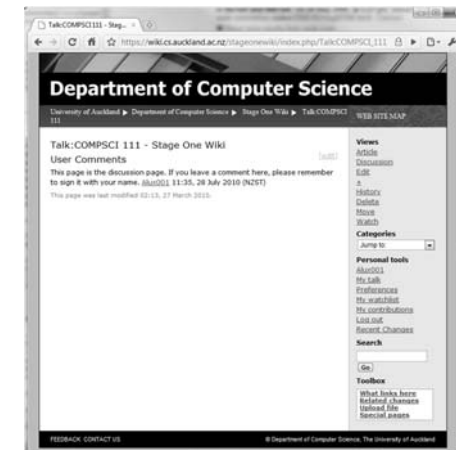 Talk:COMPSCI 111 - Stag...
https://wiki.cs.auckland.ac.nz/stageonewiki/index.php/Talk:COMPSCI_111
Department of Computer Science
University of Auckland ▶ Department of Computer Science ▶ Stage One Wiki ▶ Talk:COMPSCI
111
WEB SITE MAP
Talk:COMPSCI 111 - Stage One Wiki
User Comments
[edit]
This page is the discussion page. If you leave a comment here, please remember
to sign it with your name. Alux001 11:35, 28 July 2010 (NZST)
This page was last modified 02:13, 27 March 2015.
Views
Article
Discussion
Edit
+
History
Delete
Move
Watch
Categories
Jump to:
Personal tools
Alux001
My talk
Preferences
My watchlist
My contributions
Log out
Recent Changes
Search
Go
Toolbox
What links here
Related changes
Upload file
Special pages
FEEDBACK CONTACT US
© Department of Computer Science, The University of Auckland